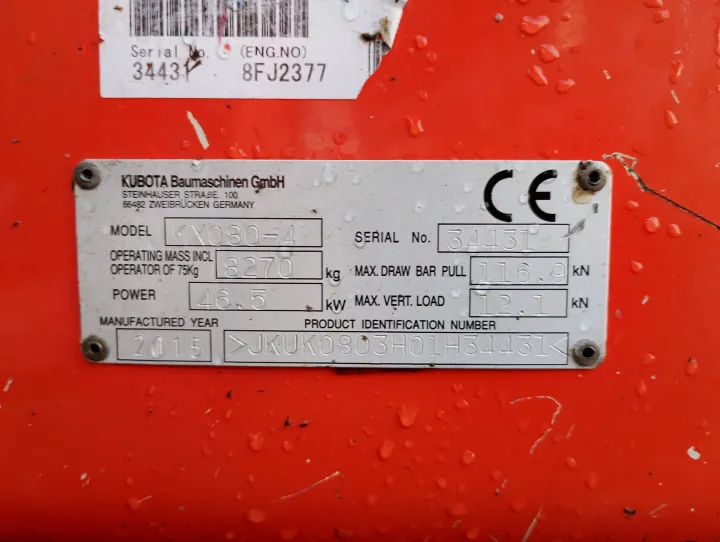 Serial No. (ENG.NO)
34431 8FJ2377
KUBOTA Baumaschinen GmbH
STEINHAUSER STRAßE. 100
66482 ZWEIBRÜCKEN GERMANY
CE
MODEL KX080-4 SERIAL No. 34431
OPERATING MASS INCL
OPERATOR OF 75Kg 8270 kg MAX. DRAW BAR PULL 116.9 kN
POWER 46.5 kW MAX. VERT. LOAD 12.1 kN
MANUFACTURED YEAR PRODUCT IDENTIFICATION NUMBER
2015 >JKUK0803H01H34431<